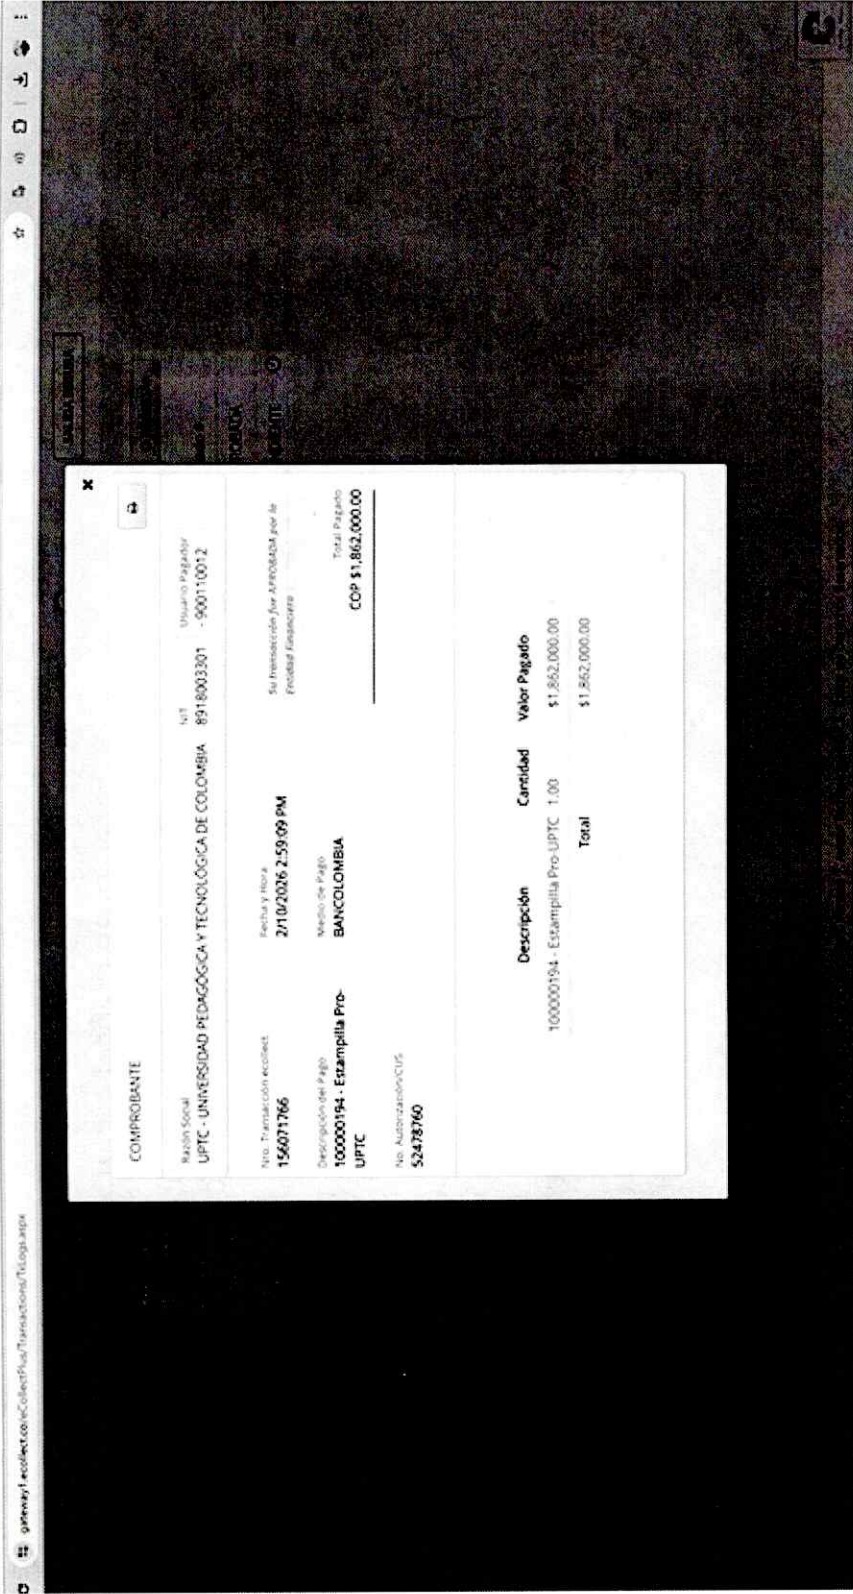 gateway1.ecollect.co/eCollectPlus/Transactions/TxLogs.aspx
COMPROBANTE
Razón Social
UPTC - UNIVERSIDAD PEDAGÓGICA Y TECNOLÓGICA DE COLOMBIA
NIT
8918003301
Usuario Pagador
- 900110012
Nro. Transacción ecollect
156071766
Fecha y Hora
2/10/2026 2:59:09 PM
Su transacción fue APROBADA por le
Entidad Financiera
Descripción del Pago
100000194 - Estampilla Pro-
UPTC
Medio de Pago
BANCOLOMBIA
Total Pagado
COP $1,862,000.00
No. Autorización/CUS
52478760
Descripción Cantidad Valor Pagado
100000194 - Estampilla Pro-UPTC 1.00 $1,862,000.00
Total $1,862,000.00